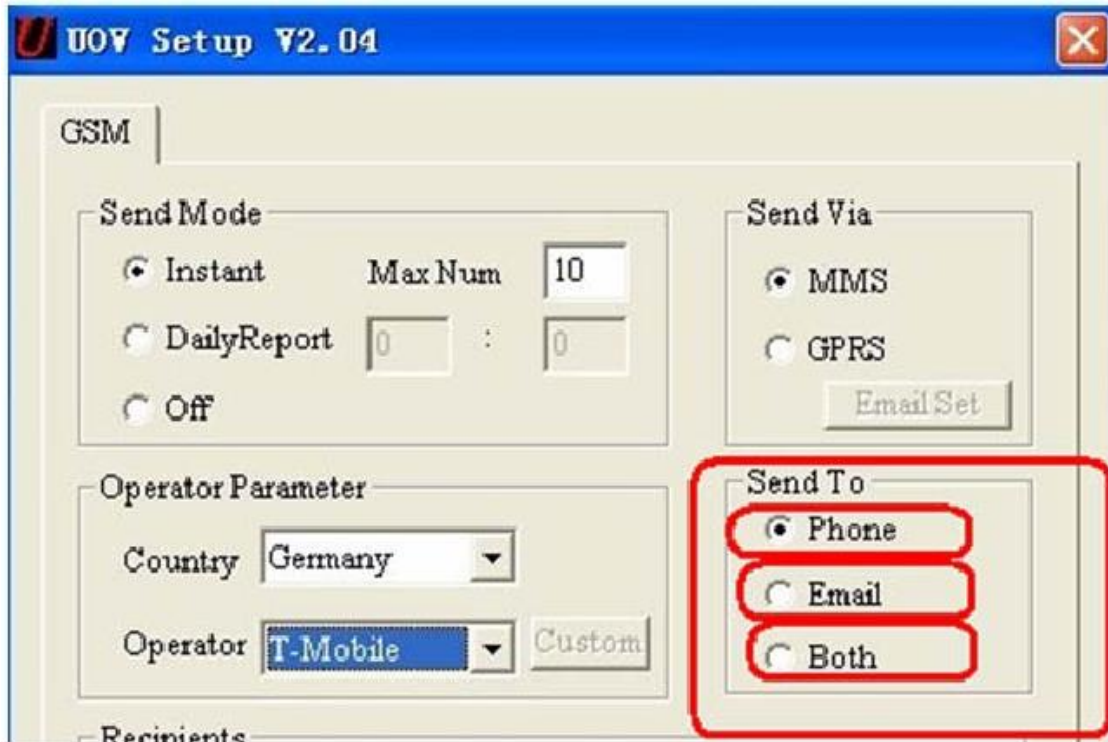 UOV Setup V2.04
GSM
Send Mode
Instant Max Num 10
DailyReport 0 : 0
Off
Send Via
MMS
GPRS
Email Set
Operator Parameter
Country Germany
Operator T-Mobile Custom
Send To
Phone
Email
Both
Recipients